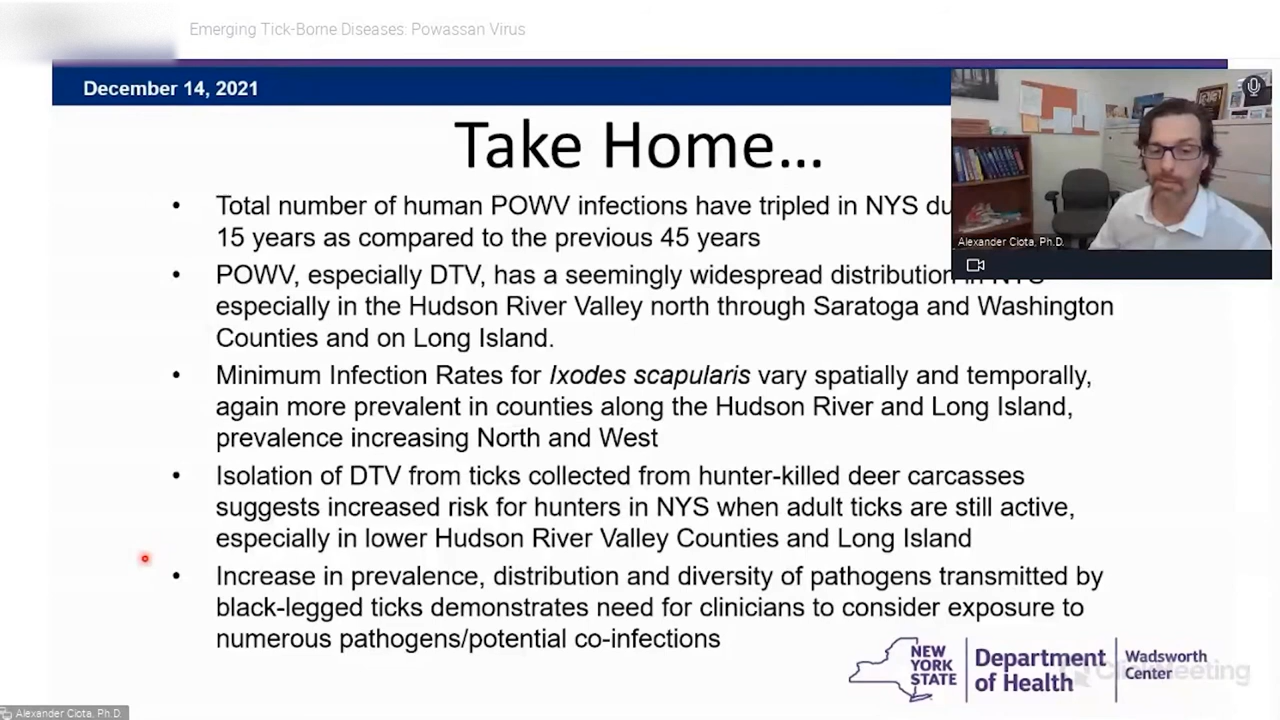 Emerging Tick-Borne Diseases: Powassan Virus
December 14, 2021
Take Home…
• Total number of human POWV infections have tripled in NYS
15 years as compared to the previous 45 years
• POWV, especially DTV, has a seemingly widespread distribution in NYS
especially in the Hudson River Valley north through Saratoga and Washington
Counties and on Long Island.
• Minimum Infection Rates for Ixodes scapularis vary spatially and temporally,
again more prevalent in counties along the Hudson River and Long Island,
prevalence increasing North and West
• Isolation of DTV from ticks collected from hunter-killed deer carcasses
suggests increased risk for hunters in NYS when adult ticks are still active,
especially in lower Hudson River Valley Counties and Long Island
• Increase in prevalence, distribution and diversity of pathogens transmitted by
black-legged ticks demonstrates need for clinicians to consider exposure to
numerous pathogens/potential co-infections
Alexander Ciota, Ph.D.
NEW
YORK
STATE
Department
of Health
Wadsworth
Center
ClickMeeting
Alexander Ciota, Ph.D.